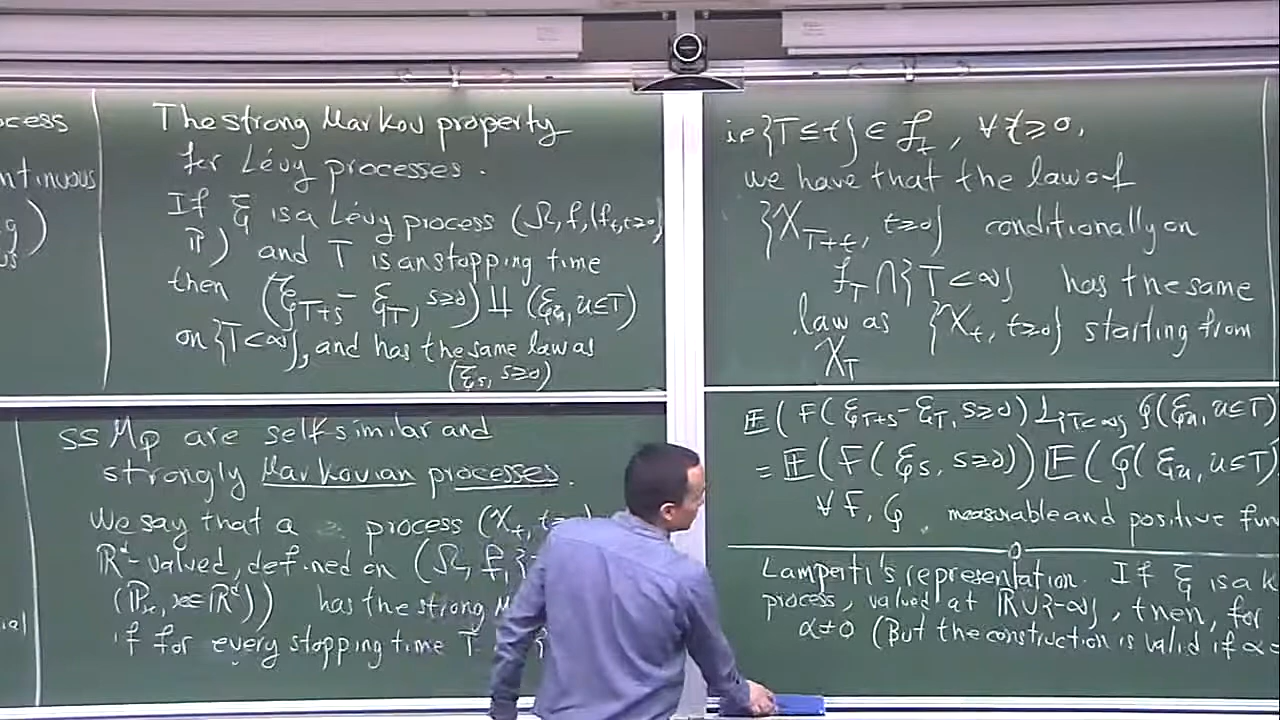 ocess
ntinuous
The strong Markov property
for Lévy processes.
If ξ is a Lévy process (Ω, F, (F_t, t≥0)
P) and T is an stopping time
then (ξ_{T+s} - ξ_T, s≥0) ⫫ (ξ_u, u≤T)
on {T<∞}, and has the same law as
(ξ_s, s≥0)
ss Mp are self-similar and
strongly Markovian processes.
We say that a process (X_t, t≥
ℝ^d-valued, defined on (Ω, F,
(P_x, x∈ℝ^d)) has the strong M
if for every stopping time T
ie {T≤t} ∈ F_t, ∀ t≥0,
we have that the law of
{X_{T+t}, t≥0} conditionally on
F_T ∩ {T<∞} has the same
law as {X_t, t≥0} starting from
X_T
E(F(ξ_{T+s} - ξ_T, s≥0) 1_{T<∞} G(ξ_u, u≤T)
= E(F(ξ_s, s≥0)) E(G(ξ_u, u≤T)
∀ F, G measurable and positive fun
Lamperti's representation. If ξ is a k
process, valued at ℝ∪{-∞}, then, for
α≠0 (But the construction is valid if α=